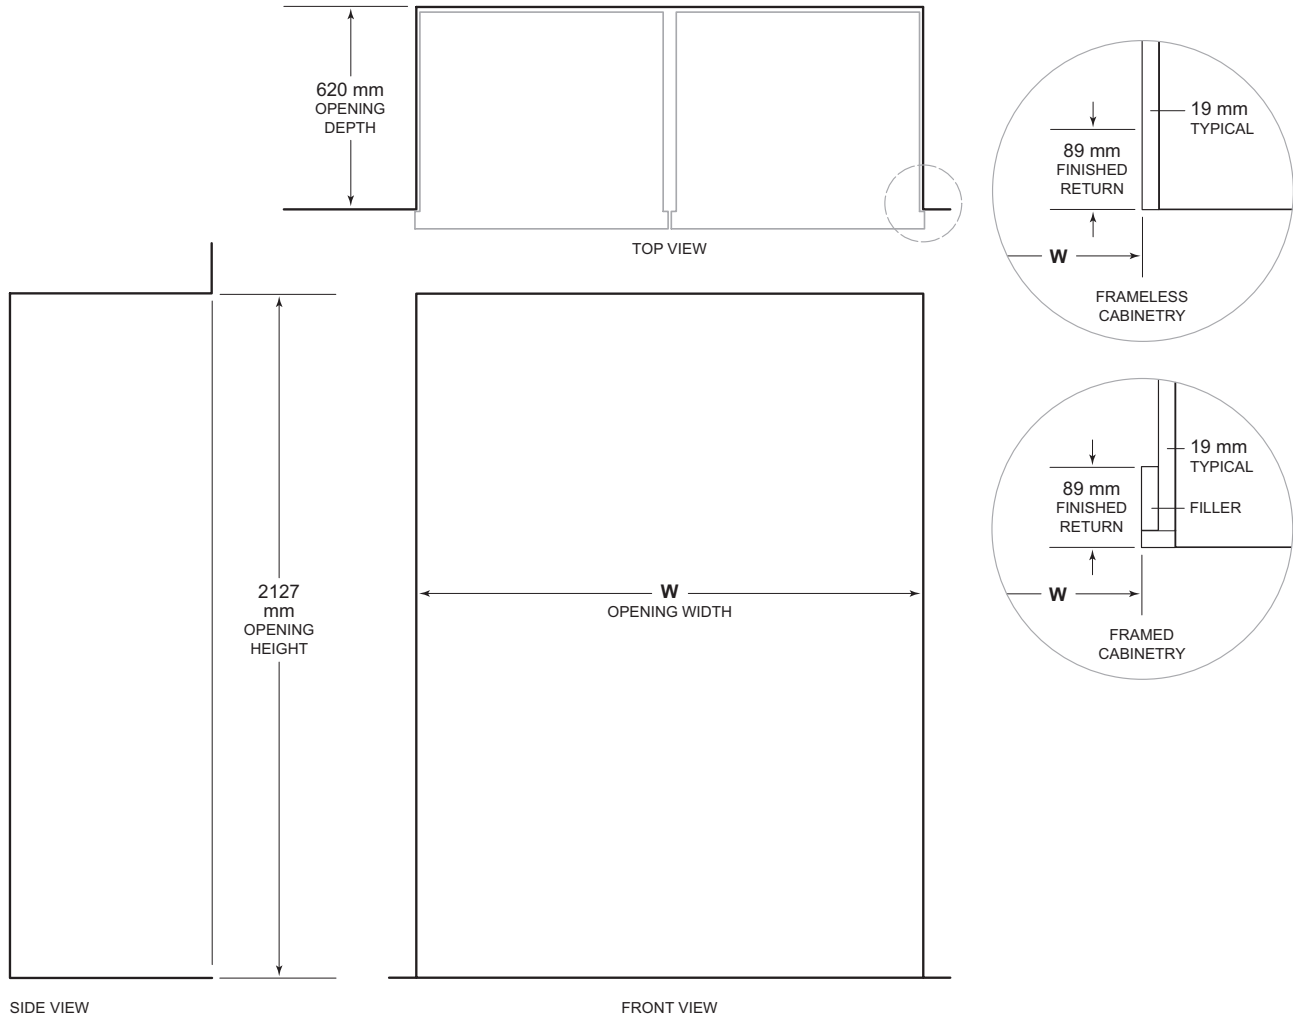 620 mm
OPENING
DEPTH
TOP VIEW
19 mm
TYPICAL
89 mm
FINISHED
RETURN
W
FRAMELESS
CABINETRY
19 mm
TYPICAL
89 mm
FINISHED
RETURN
FILLER
W
FRAMED
CABINETRY
2127
mm
OPENING
HEIGHT
W
OPENING WIDTH
SIDE VIEW
FRONT VIEW